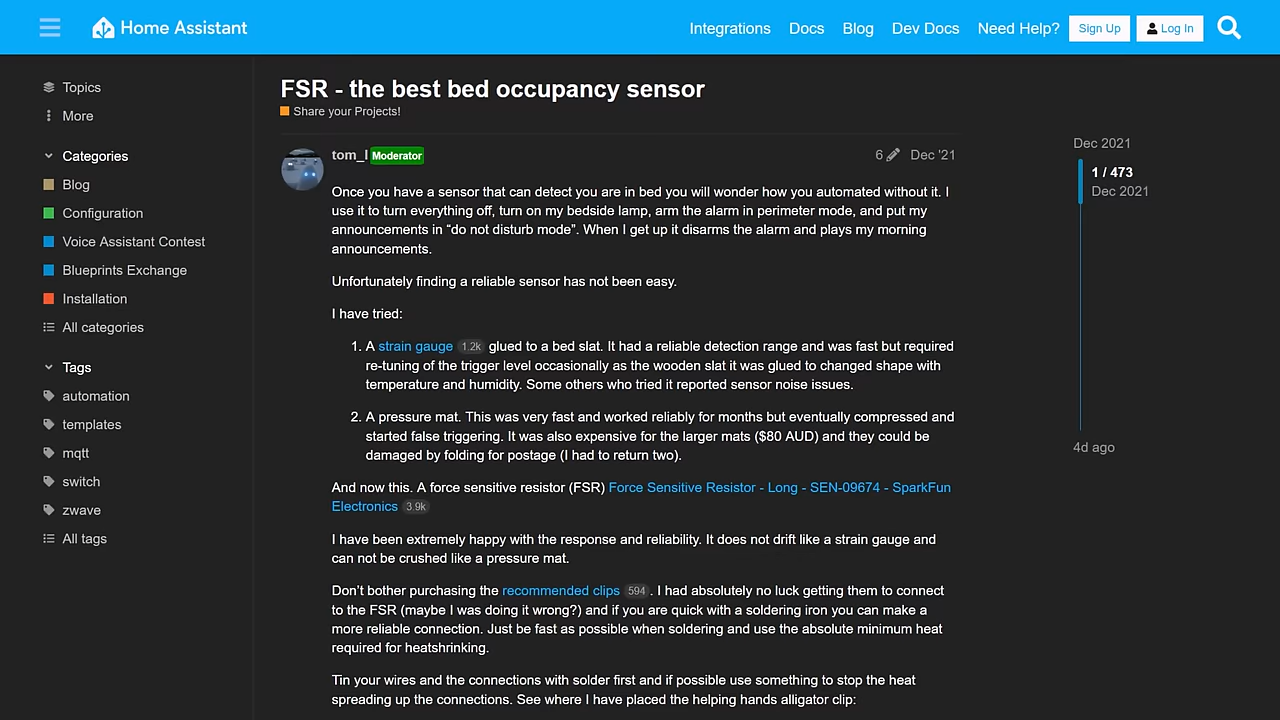 Home Assistant
Integrations Docs Blog Dev Docs Need Help? Sign Up Log In
Topics
More
Categories
Blog
Configuration
Voice Assistant Contest
Blueprints Exchange
Installation
All categories
Tags
automation
templates
mqtt
switch
zwave
All tags
FSR - the best bed occupancy sensor
Share your Projects!
tom_l Moderator 6 Dec '21
Once you have a sensor that can detect you are in bed you will wonder how you automated without it. I
use it to turn everything off, turn on my bedside lamp, arm the alarm in perimeter mode, and put my
announcements in “do not disturb mode”. When I get up it disarms the alarm and plays my morning
announcements.
Unfortunately finding a reliable sensor has not been easy.
I have tried:
1. A strain gauge 1.2k glued to a bed slat. It had a reliable detection range and was fast but required
re-tuning of the trigger level occasionally as the wooden slat it was glued to changed shape with
temperature and humidity. Some others who tried it reported sensor noise issues.
2. A pressure mat. This was very fast and worked reliably for months but eventually compressed and
started false triggering. It was also expensive for the larger mats ($80 AUD) and they could be
damaged by folding for postage (I had to return two).
And now this. A force sensitive resistor (FSR) Force Sensitive Resistor - Long - SEN-09674 - SparkFun
Electronics 3.9k
I have been extremely happy with the response and reliability. It does not drift like a strain gauge and
can not be crushed like a pressure mat.
Don’t bother purchasing the recommended clips 594 . I had absolutely no luck getting them to connect
to the FSR (maybe I was doing it wrong?) and if you are quick with a soldering iron you can make a
more reliable connection. Just be fast as possible when soldering and use the absolute minimum heat
required for heatshrinking.
Tin your wires and the connections with solder first and if possible use something to stop the heat
spreading up the connections. See where I have placed the helping hands alligator clip:
Dec 2021
1 / 473
Dec 2021
4d ago